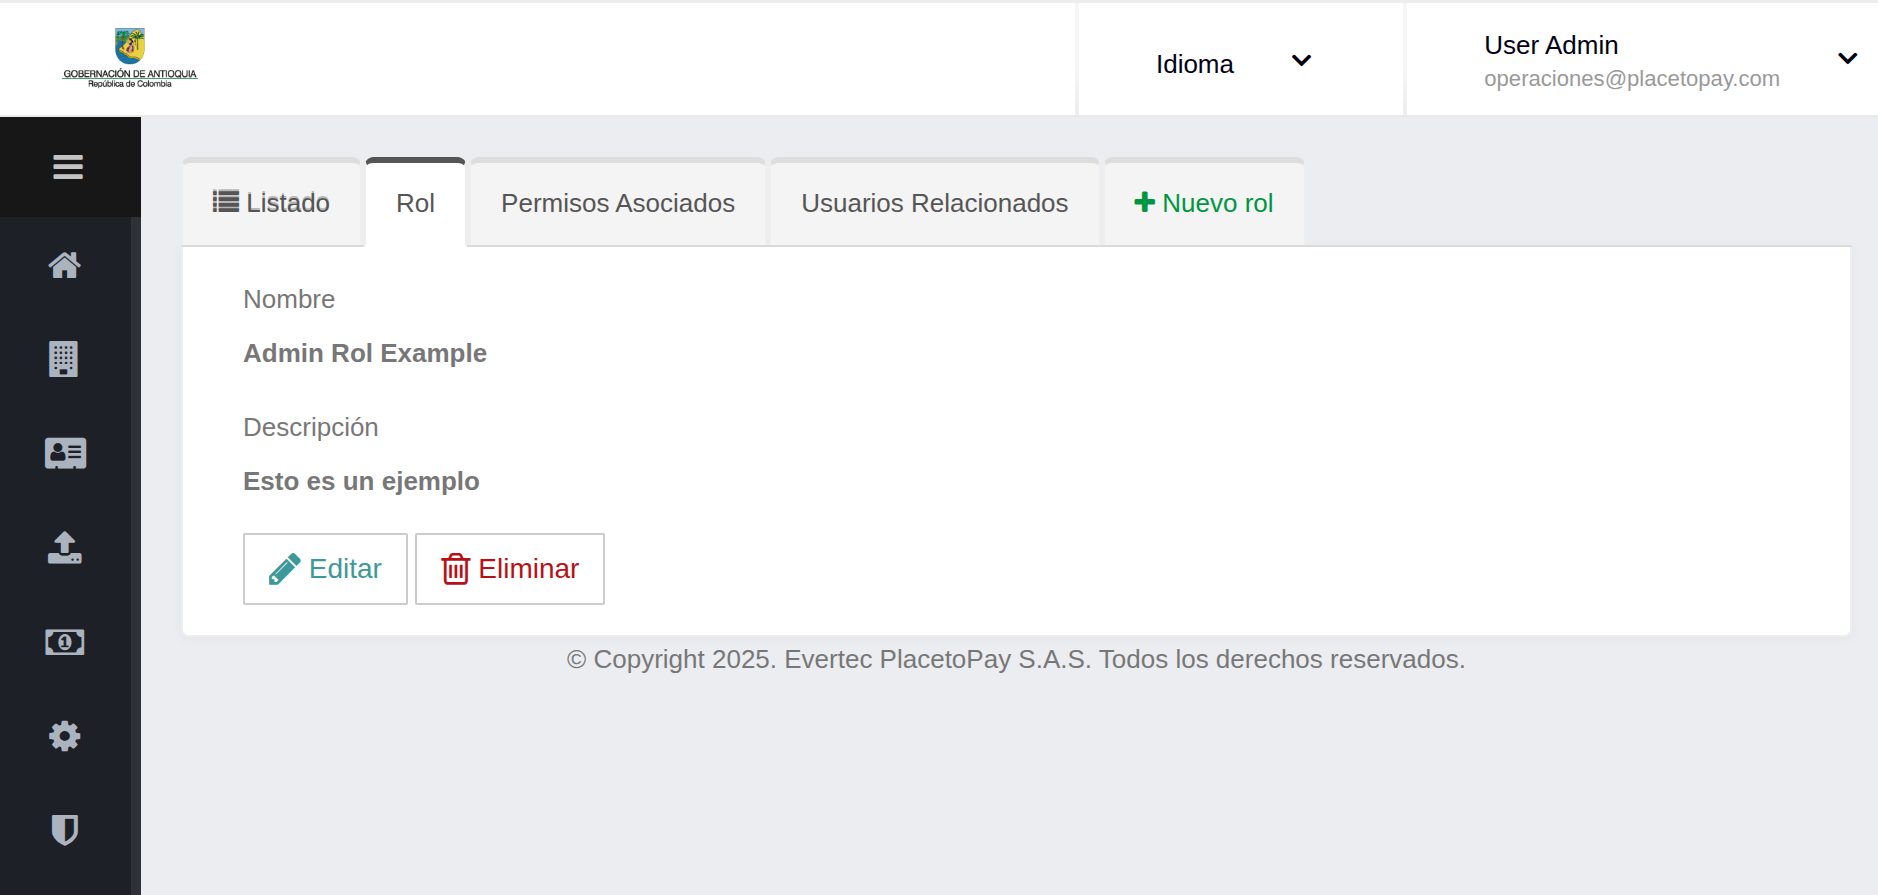 GOBERNACIÓN DE ANTIOQUIA
República de Colombia
Idioma
User Admin
operaciones@placetopay.com
Listado
Rol
Permisos Asociados
Usuarios Relacionados
Nuevo rol
Nombre
Admin Rol Example
Descripción
Esto es un ejemplo
Editar
Eliminar
© Copyright 2025. Evertec PlacetoPay S.A.S. Todos los derechos reservados.